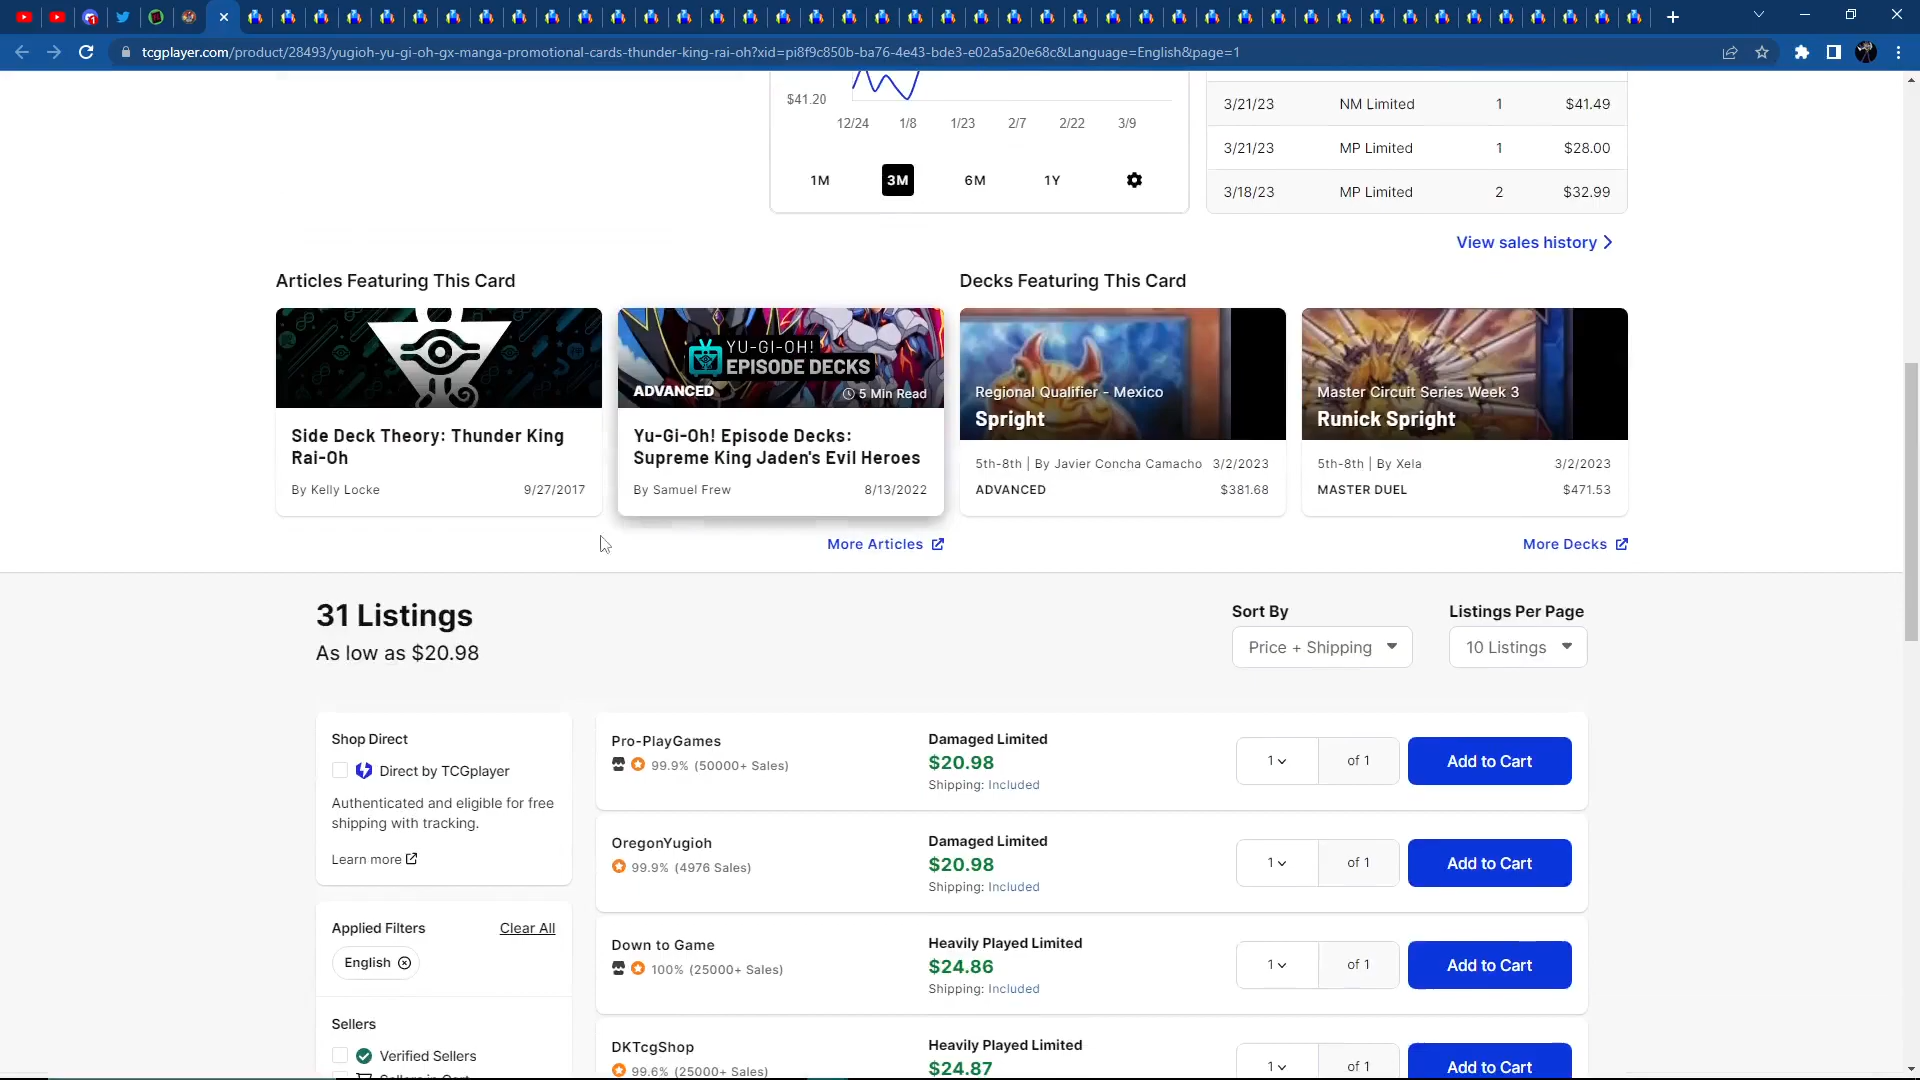 tcgplayer.com/product/28493/yugioh-yu-gi-oh-gx-manga-promotional-cards-thunder-king-rai-oh?xid=pi8f9c850b-ba76-4e43-bde3-e02a5a20e68c&Language=English&page=1
$41.20
12/24 1/8 1/23 2/7 2/22 3/9
1M 3M 6M 1Y
3/21/23 NM Limited 1 $41.49
3/21/23 MP Limited 1 $28.00
3/18/23 MP Limited 2 $32.99
View sales history
Articles Featuring This Card
Decks Featuring This Card
YU-GI-OH!
EPISODE DECKS
ADVANCED 5 Min Read
Side Deck Theory: Thunder King
Rai-Oh
By Kelly Locke 9/27/2017
Yu-Gi-Oh! Episode Decks:
Supreme King Jaden's Evil Heroes
By Samuel Frew 8/13/2022
Regional Qualifier - Mexico
Spright
5th-8th | By Javier Concha Camacho 3/2/2023
ADVANCED $381.68
Master Circuit Series Week 3
Runick Spright
5th-8th | By Xela 3/2/2023
MASTER DUEL $471.53
More Articles
More Decks
31 Listings
As low as $20.98
Sort By
Price + Shipping
Listings Per Page
10 Listings
Shop Direct
Direct by TCGplayer
Authenticated and eligible for free
shipping with tracking.
Learn more
Applied Filters Clear All
English
Sellers
Verified Sellers
Sellers in Cart
Pro-PlayGames
99.9% (50000+ Sales)
Damaged Limited
$20.98
Shipping: Included
1 of 1
Add to Cart
OregonYugioh
99.9% (4976 Sales)
Damaged Limited
$20.98
Shipping: Included
1 of 1
Add to Cart
Down to Game
100% (25000+ Sales)
Heavily Played Limited
$24.86
Shipping: Included
1 of 1
Add to Cart
DKTcgShop
99.6% (25000+ Sales)
Heavily Played Limited
$24.87
1 of 1
Add to Cart